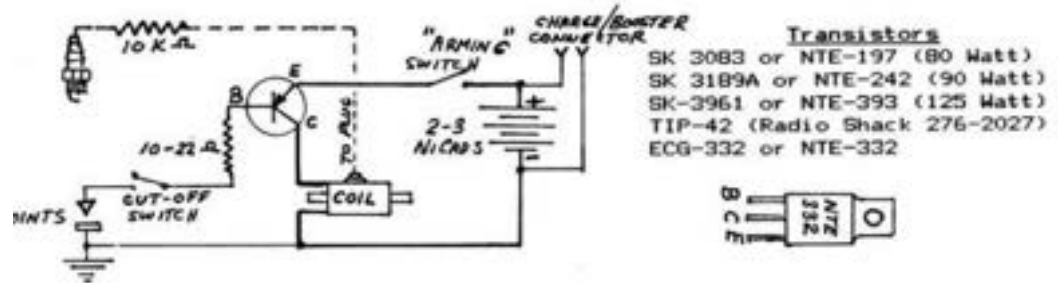 10 K Ω
"ARMING"
SWITCH
CHARGE/BOOSTER
CONNECTOR
E
B
C
TO PLUG
+
2-3
NICADS
-
10-22 Ω
CUT-OFF
SWITCH
OINTS
COIL
Transistors
SK 3083 or NTE-197 (80 Watt)
SK 3189A or NTE-242 (90 Watt)
SK-3961 or NTE-393 (125 Watt)
TIP-42 (Radio Shack 276-2027)
ECG-332 or NTE-332
B
C
E
NTE
332